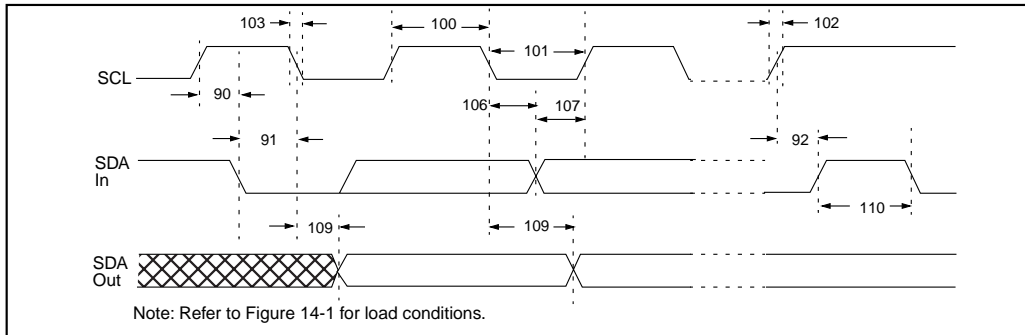 103
100
102
101
SCL
90
106
107
91
92
SDA
In
110
109
109
SDA
Out
Note: Refer to Figure 14-1 for load conditions.